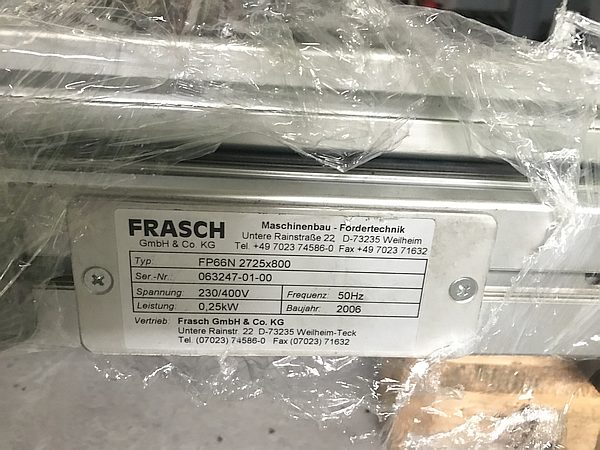 FRASCH
GmbH & Co. KG
Maschinenbau - Fördertechnik
Untere Rainstraße 22, D-73235 Weilheim
Tel. +49 7023 74586-0 Fax +49 7023 71632
Typ: FP66N 2725x800
Ser.-Nr.: 063247-01-00
Spannung: 230/400V Frequenz: 50Hz
Leistung: 0,25kW Baujahr: 2006
Vertrieb: Frasch GmbH & Co. KG
Untere Rainstr. 22 D-73235 Weilheim-Teck
Tel. (07023) 74586-0 Fax (07023) 71632